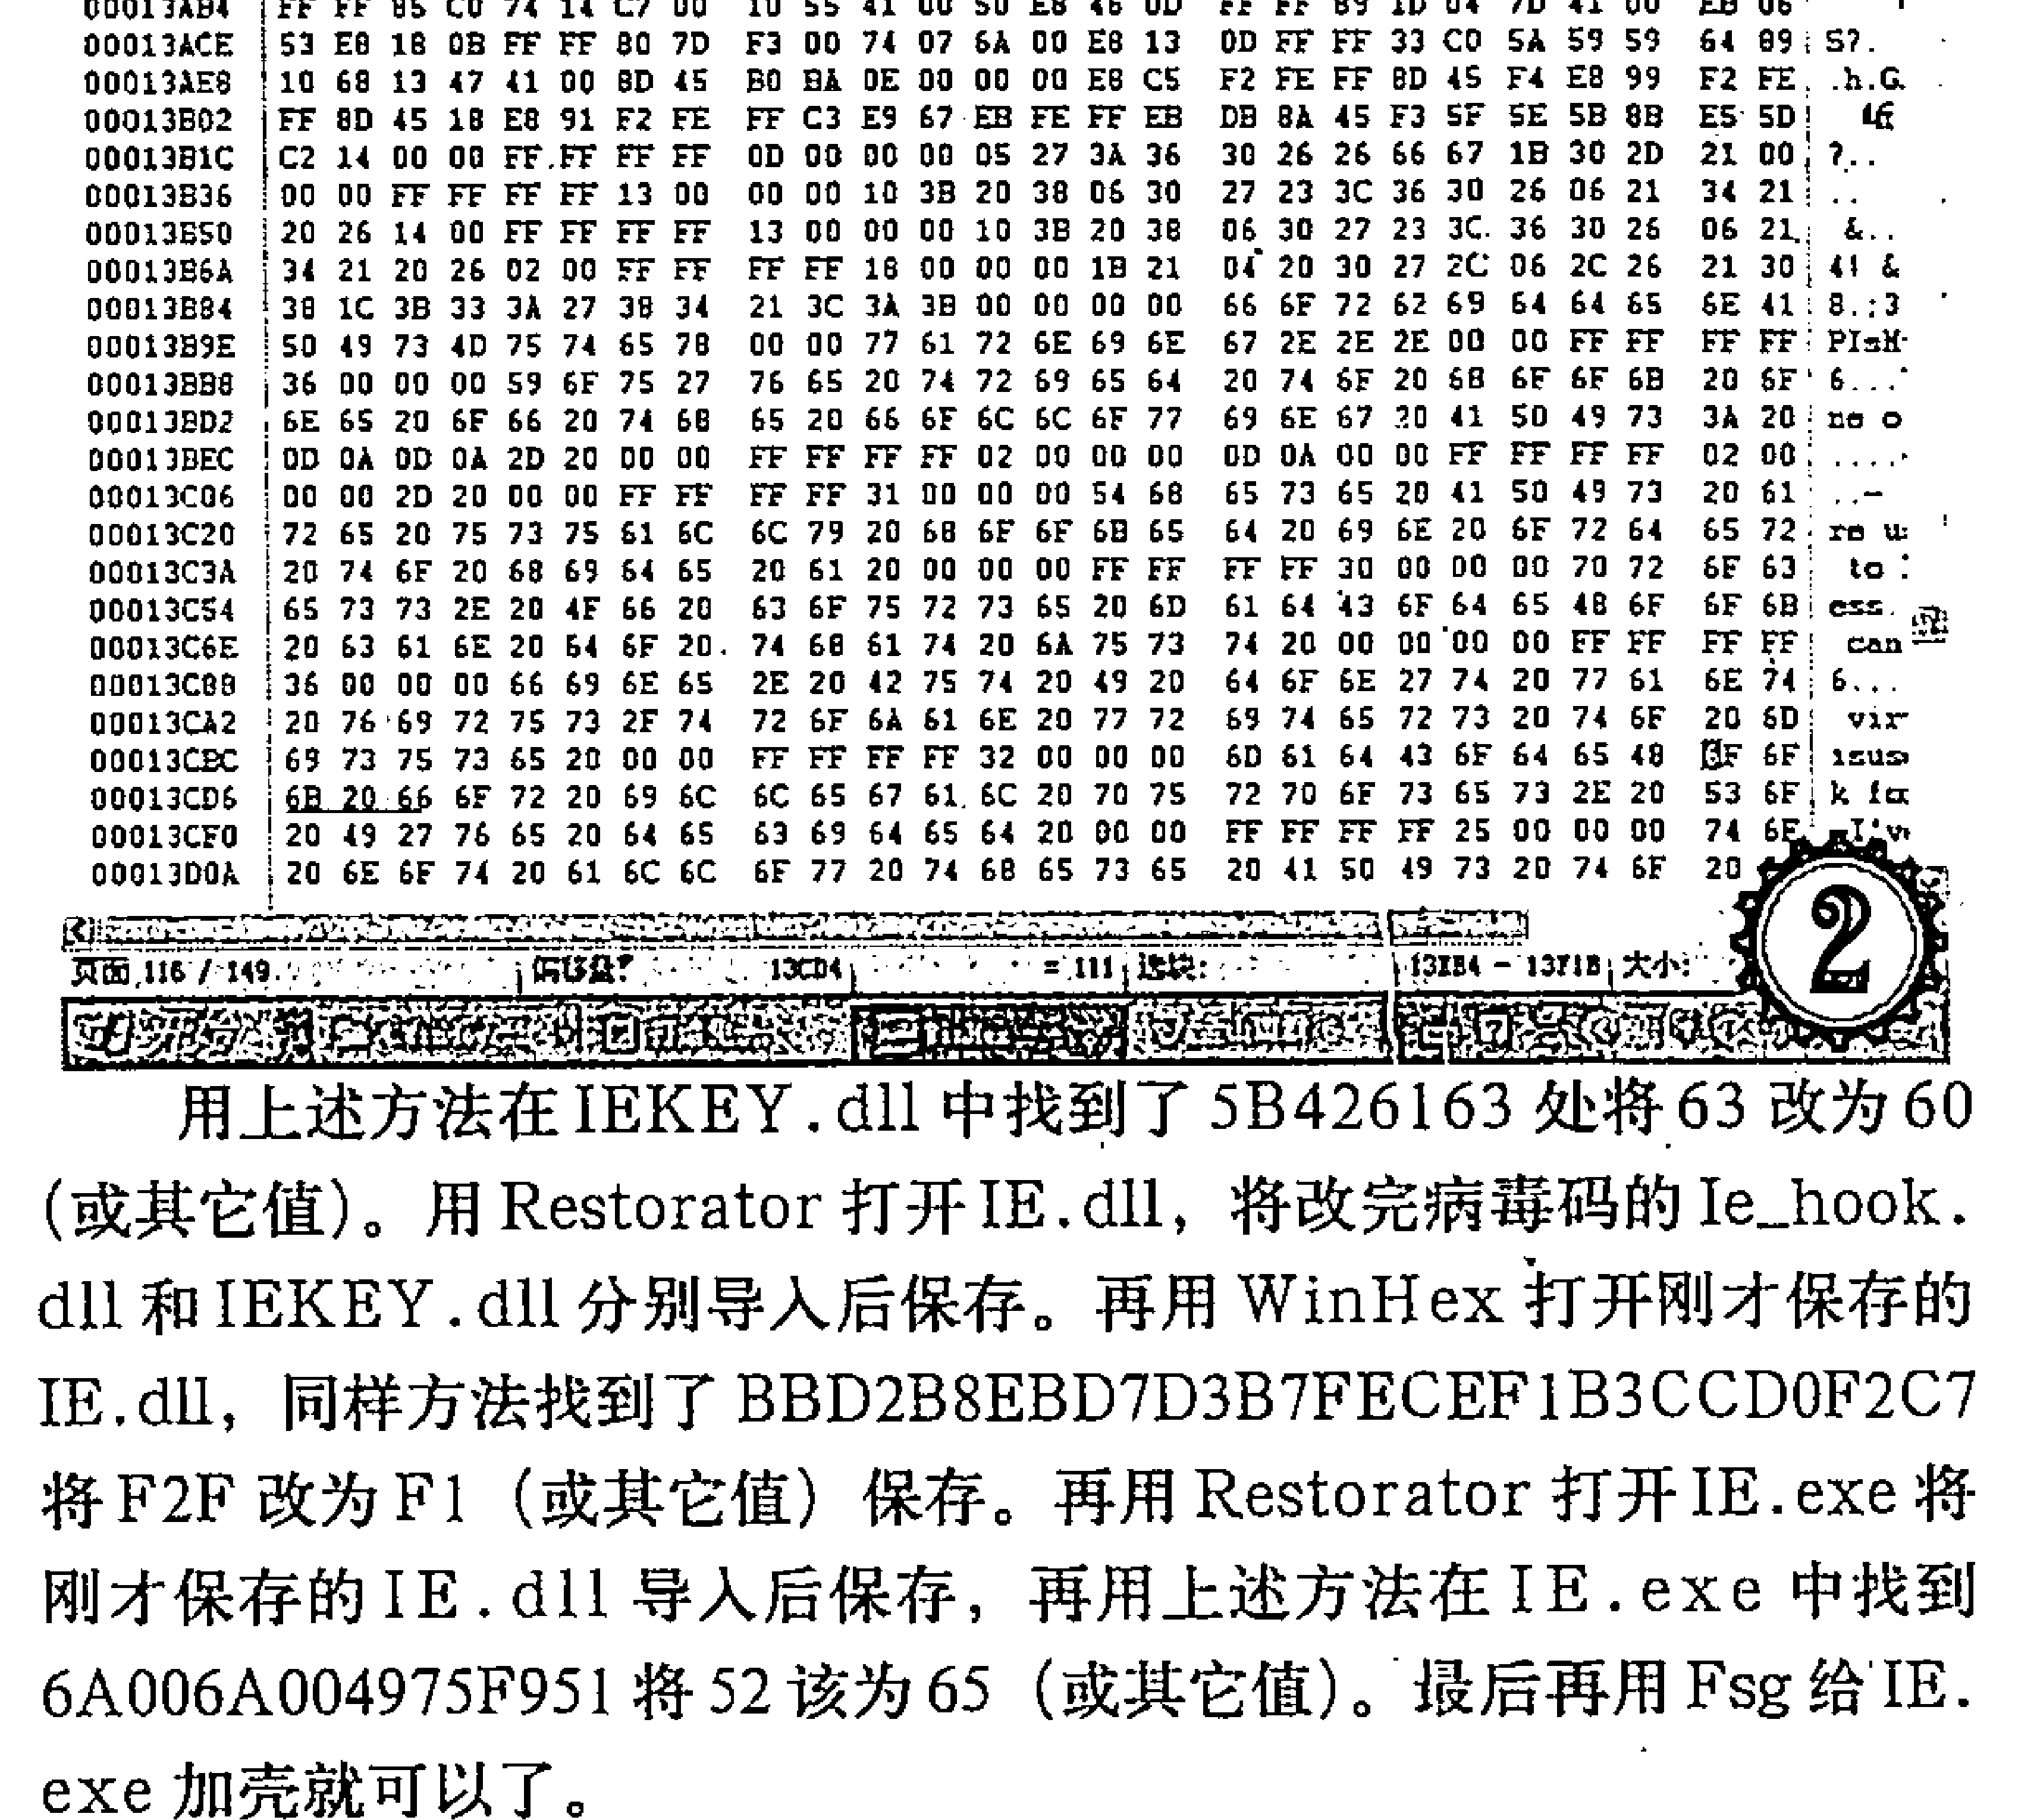 00013ACE 53 E8 18 0B FF FF 80 7D F3 00 74 07 6A 00 E8 13 0D FF FF 33 C0 5A 59 59 64 89 S?.
00013AE8 10 68 13 47 41 00 8D 45 B0 BA 0E 00 00 00 E8 C5 F2 FE FF 8D 45 F4 E8 99 F2 FE .h.G
00013B02 FF 8D 45 18 E8 91 F2 FE FF C3 E9 67 EB FE FF EB DB 8A 45 F3 5F 5E 5B 8B E5 5D
00013B1C C2 14 00 00 FF FF FF FF 0D 00 00 00 05 27 3A 36 30 26 26 66 67 1B 30 2D 21 00 ?..
00013B36 00 00 FF FF FF FF 13 00 00 00 10 3B 20 38 06 30 27 23 3C 36 30 26 06 21 34 21 ..
00013B50 20 26 14 00 FF FF FF FF 13 00 00 00 10 3B 20 38 06 30 27 23 3C 36 30 26 06 21 &..
00013B6A 34 21 20 26 02 00 FF FF FF FF 18 00 00 00 1B 21 04 20 30 27 2C 06 2C 26 21 30 4! &
00013B84 38 1C 3B 33 3A 27 38 34 21 3C 3A 3B 00 00 00 00 66 6F 72 62 69 64 64 65 6E 41 8.;3
00013B9E 50 49 73 4D 75 74 65 78 00 00 77 61 72 6E 69 6E 67 2E 2E 2E 00 00 FF FF FF FF PIsM
00013BB8 36 00 00 00 59 6F 75 27 76 65 20 74 72 69 65 64 20 74 6F 20 68 6F 6F 6B 20 6F 6...
00013BD2 6E 65 20 6F 66 20 74 68 65 20 66 6F 6C 6C 6F 77 69 6E 67 20 41 50 49 73 3A 20 ne o
00013BEC 0D 0A 0D 0A 2D 20 00 00 FF FF FF FF 02 00 00 00 0D 0A 00 00 FF FF FF FF 02 00 ....
00013C06 00 00 2D 20 00 00 FF FF FF FF 31 00 00 00 54 68 65 73 65 20 41 50 49 73 20 61 ..-
00013C20 72 65 20 75 73 75 61 6C 6C 79 20 68 6F 6F 6B 65 64 20 69 6E 20 6F 72 64 65 72 re u
00013C3A 20 74 6F 20 68 69 64 65 20 61 20 00 00 00 FF FF FF FF 30 00 00 00 70 72 6F 63 to
00013C54 65 73 73 2E 20 4F 66 20 63 6F 75 72 73 65 20 6D 61 64 43 6F 64 65 48 6F 6F 6B ess.
00013C6E 20 63 61 6E 20 64 6F 20 74 68 61 74 20 6A 75 73 74 20 00 00 00 00 FF FF FF FF can
00013C88 36 00 00 00 66 69 6E 65 2E 20 42 75 74 20 49 20 64 6F 6E 27 74 20 77 61 6E 74 6...
00013CA2 20 76 69 72 75 73 2F 74 72 6F 6A 61 6E 20 77 72 69 74 65 72 73 20 74 6F 20 6D vir
00013CBC 69 73 75 73 65 20 00 00 FF FF FF FF 32 00 00 00 6D 61 64 43 6F 64 65 48 6F 6F isus
00013CD6 6B 20 66 6F 72 20 69 6C 6C 65 67 61 6C 20 70 75 72 70 6F 73 65 73 2E 20 53 6F k fo
00013CF0 20 49 27 76 65 20 64 65 63 69 64 65 64 20 00 00 FF FF FF FF 25 00 00 00 74 6F I'v
00013D0A 20 6E 6F 74 20 61 6C 6C 6F 77 20 74 68 65 73 65 20 41 50 49 73 20 74 6F 20
2
页面 116 / 149 13CD4 = 111 选块: 大小:
用上述方法在IEKEY.dll中找到了5B426163处将63改为60
(或其它值)。用Restorator打开IE.dll，将改完病毒码的Ie_hook.
dll和IEKEY.dll分别导入后保存。再用WinHex打开刚才保存的
IE.dll，同样方法找到了BBD2B8EBD7D3B7FECEF1B3CCD0F2C7
将F2F改为F1（或其它值）保存。再用Restorator打开IE.exe将
刚才保存的IE.dll导入后保存，再用上述方法在IE.exe中找到
6A006A004975F951将52该为65（或其它值）。最后再用Fsg给IE.
exe加壳就可以了。